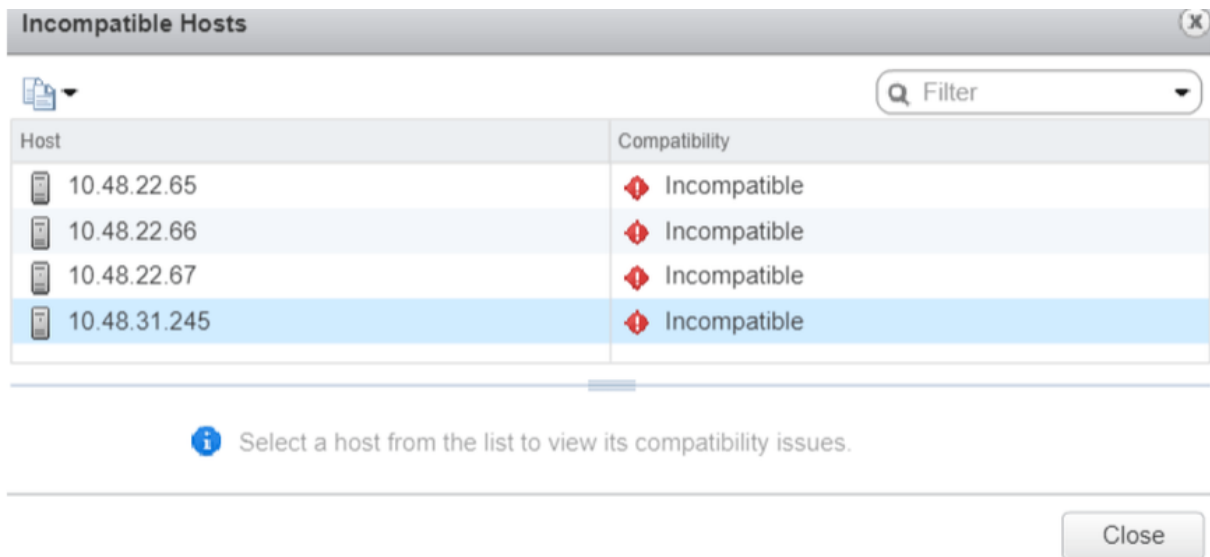 Incompatible Hosts
Filter
Host Compatibility
10.48.22.65 Incompatible
10.48.22.66 Incompatible
10.48.22.67 Incompatible
10.48.31.245 Incompatible
Select a host from the list to view its compatibility issues.
Close